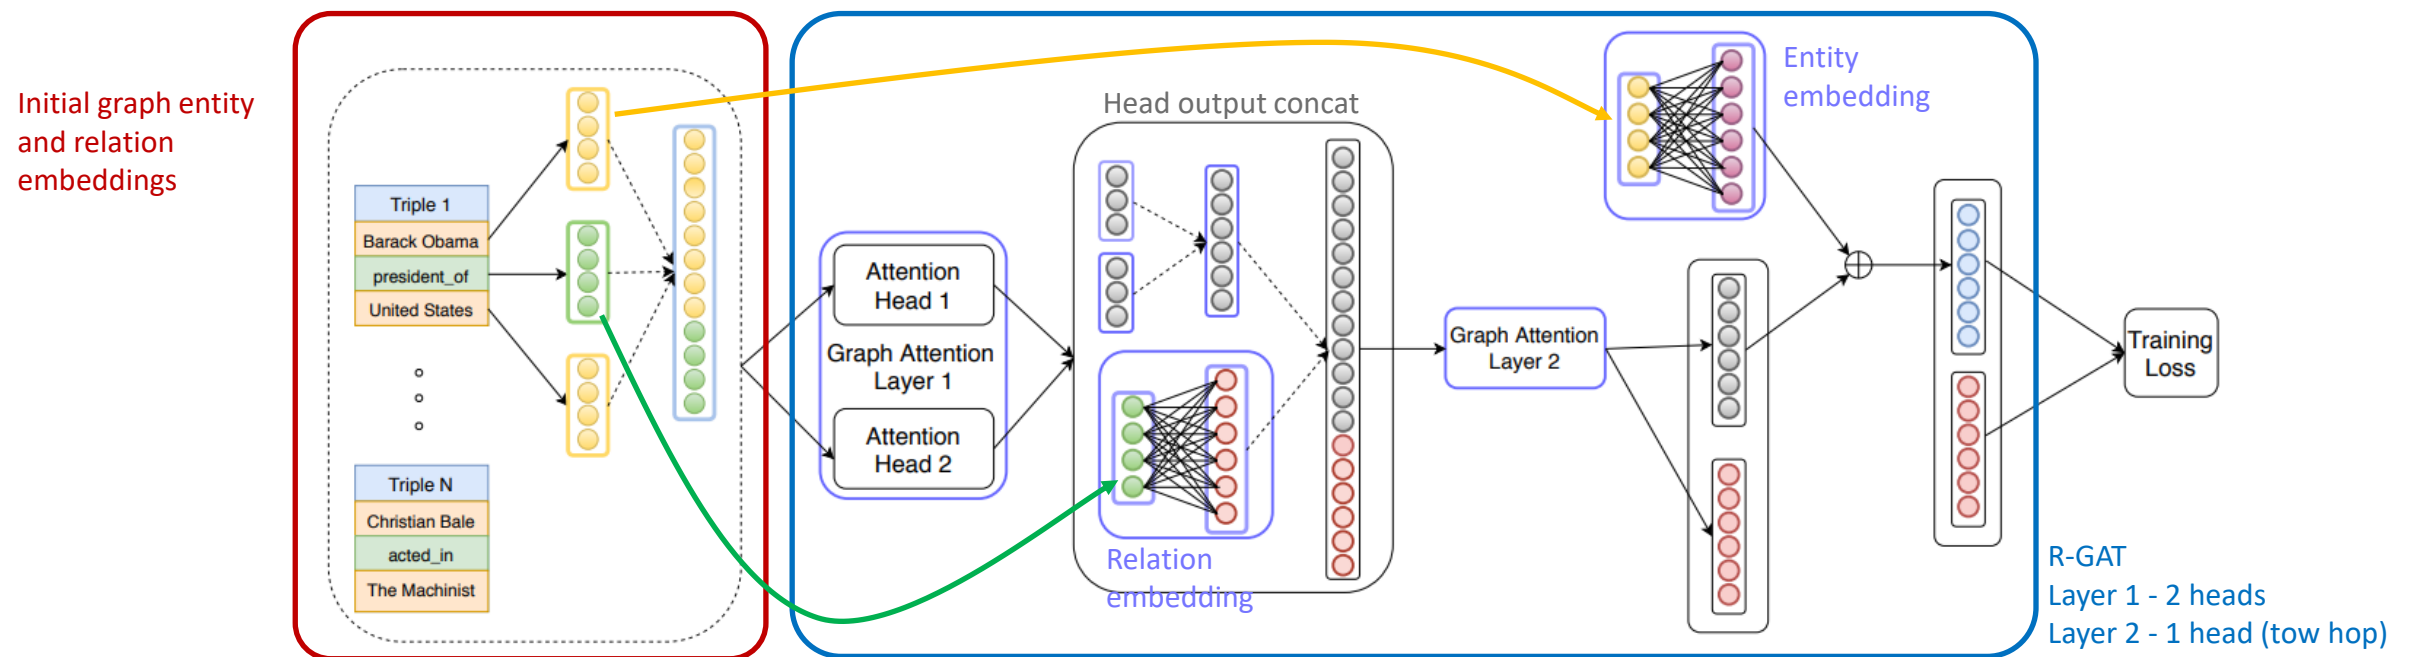 Initial graph entity
and relation
embeddings
Triple 1
Barack Obama
president_of
United States
Triple N
Christian Bale
acted_in
The Machinist
Attention
Head 1
Graph Attention
Layer 1
Attention
Head 2
Head output concat
Relation
embedding
Graph Attention
Layer 2
Entity
embedding
Training
Loss
R-GAT
Layer 1 - 2 heads
Layer 2 - 1 head (tow hop)